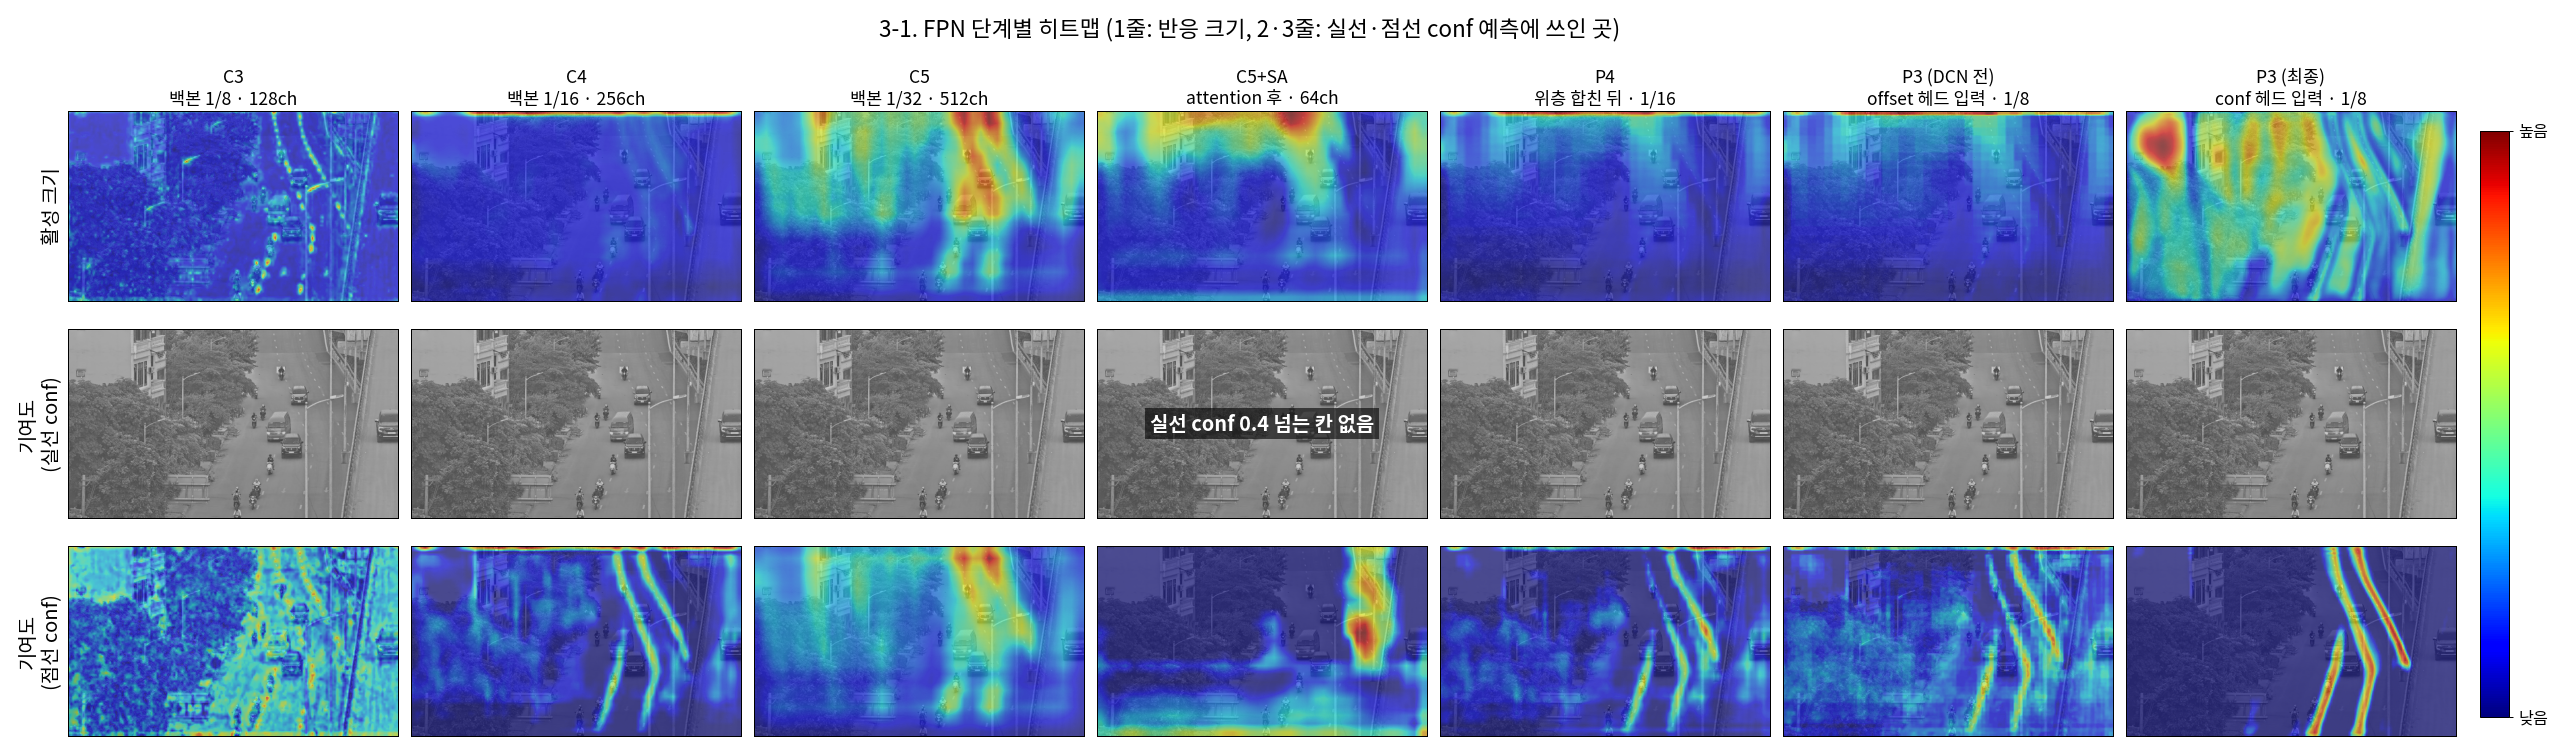 3-1. FPN 단계별 히트맵 (1줄: 반응 크기, 2·3줄: 실선·점선 conf 예측에 쓰인 곳)
C3
백본 1/8 · 128ch
C4
백본 1/16 · 256ch
C5
백본 1/32 · 512ch
C5+SA
attention 후 · 64ch
P4
위층 합친 뒤 · 1/16
P3 (DCN 전)
offset 헤드 입력 · 1/8
P3 (최종)
conf 헤드 입력 · 1/8
활성 크기
높음
기여도
(실선 conf)
실선 conf 0.4 넘는 칸 없음
기여도
(점선 conf)
낮음